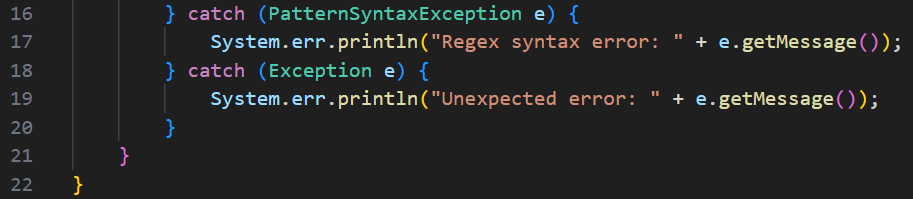 16 } catch (PatternSyntaxException e) {
17 System.err.println("Regex syntax error: " + e.getMessage());
18 } catch (Exception e) {
19 System.err.println("Unexpected error: " + e.getMessage());
20 }
21 }
22 }